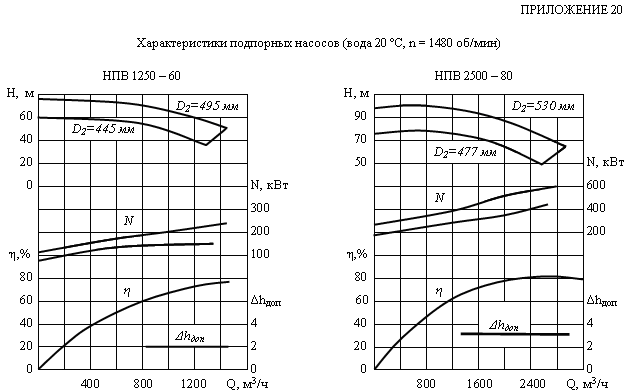 ПРИЛОЖЕНИЕ 20
Характеристики подпорных насосов (вода 20 °С, n = 1480 об/мин)
НПВ 1250 – 60
H, м
80
60
40
20
0
D₂=495 мм
D₂=445 мм
N, кВт
300
200
100
N
η,%
80
60
40
20
0
η
Δhдоп
Δhдоп
4
2
0
400 800 1200 Q, м³/ч
НПВ 2500 – 80
H, м
90
70
50
D₂=530 мм
D₂=477 мм
N, кВт
600
400
200
N
η,%
80
60
40
20
0
η
Δhдоп
Δhдоп
4
2
0
800 1600 2400 Q, м³/ч